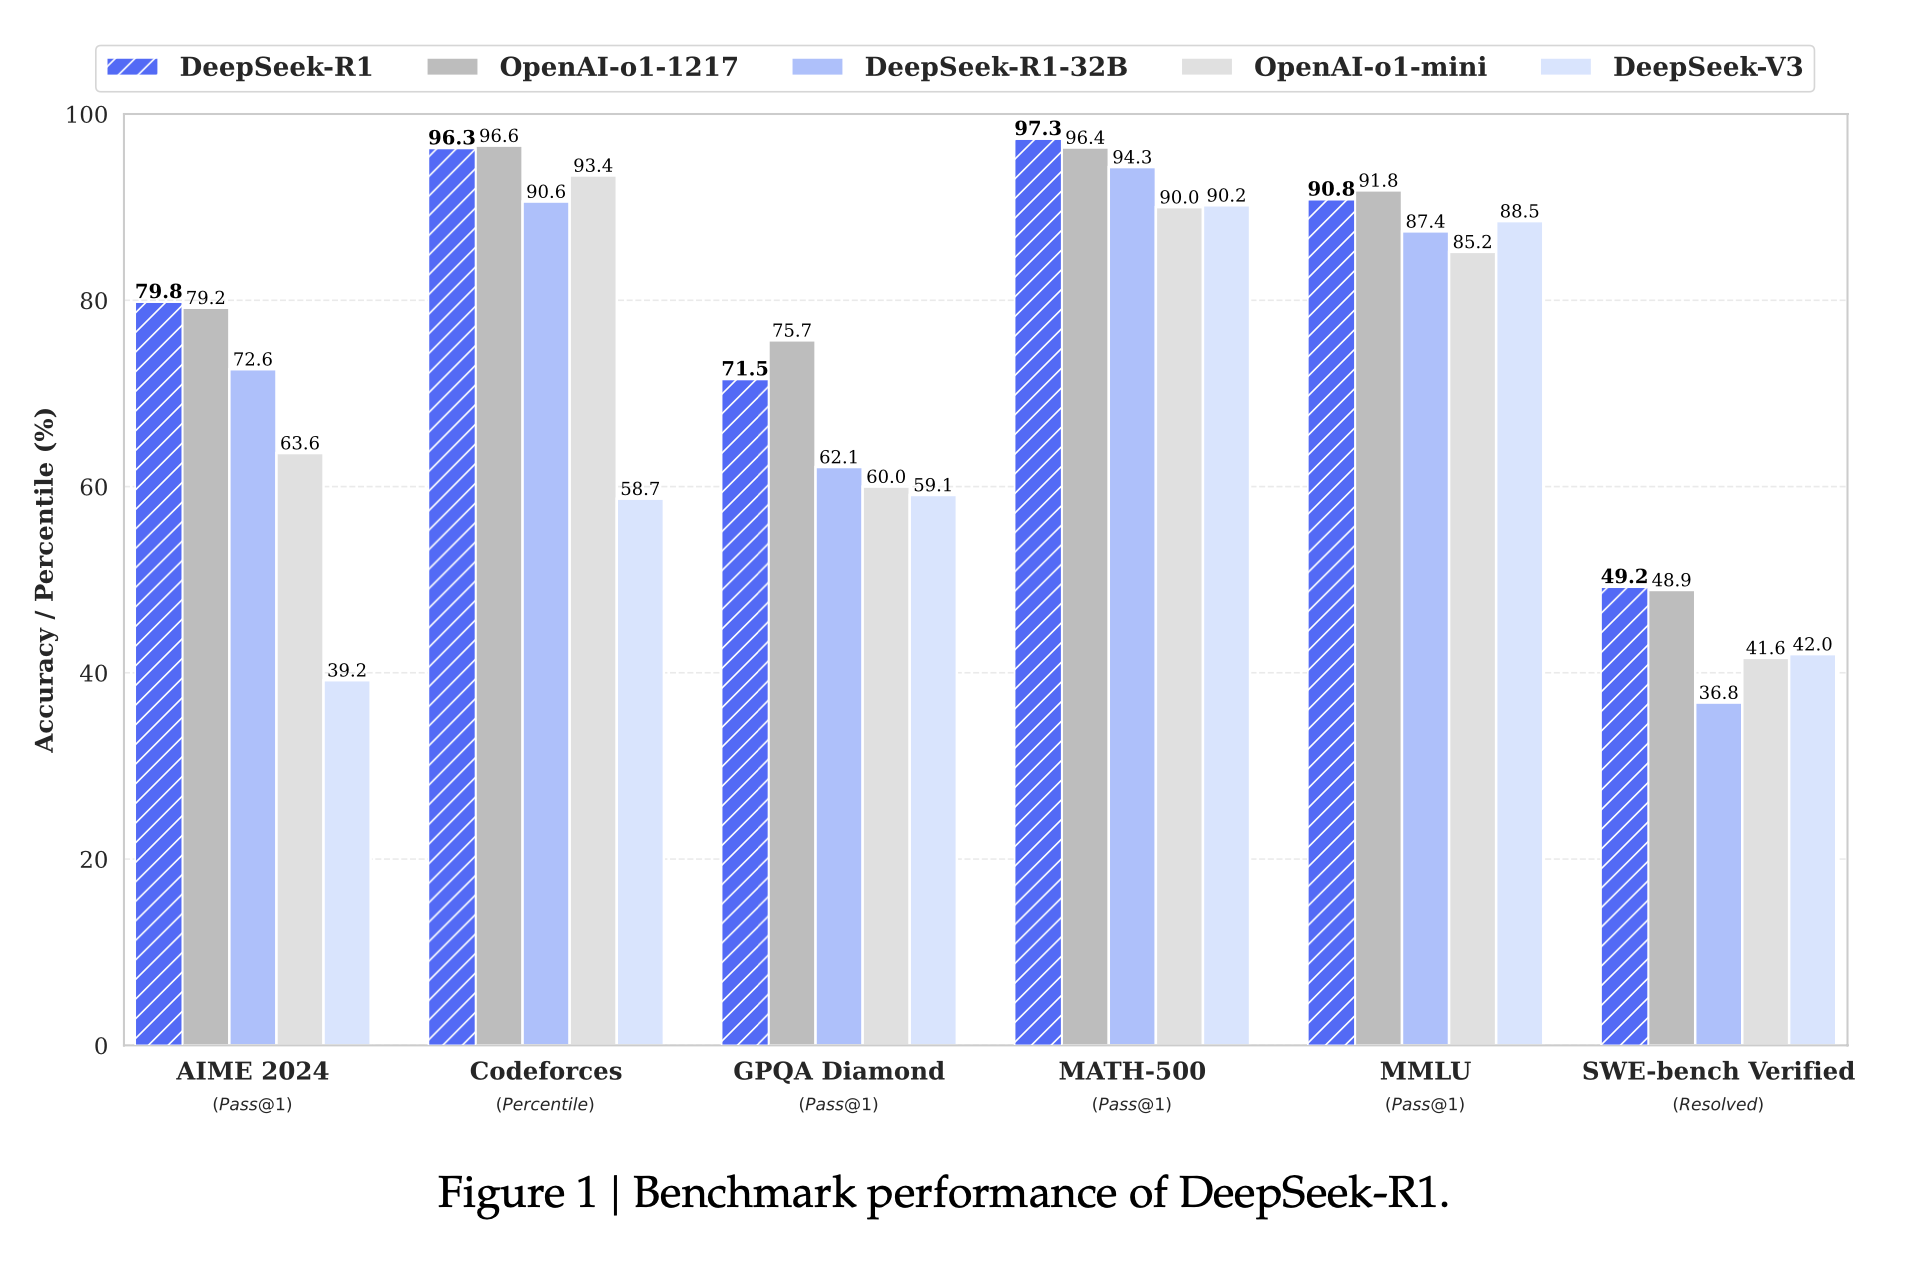 DeepSeek-R1 OpenAI-o1-1217 DeepSeek-R1-32B OpenAI-o1-mini DeepSeek-V3
Accuracy / Percentile (%)
100
80
60
40
20
0
79.8 79.2 72.6 63.6 39.2
96.3 96.6 90.6 93.4 58.7
71.5 75.7 62.1 60.0 59.1
97.3 96.4 94.3 90.0 90.2
90.8 91.8 87.4 85.2 88.5
49.2 48.9 36.8 41.6 42.0
AIME 2024 Codeforces GPQA Diamond MATH-500 MMLU SWE-bench Verified
(Pass@1) (Percentile) (Pass@1) (Pass@1) (Pass@1) (Resolved)
Figure 1 | Benchmark performance of DeepSeek-R1.